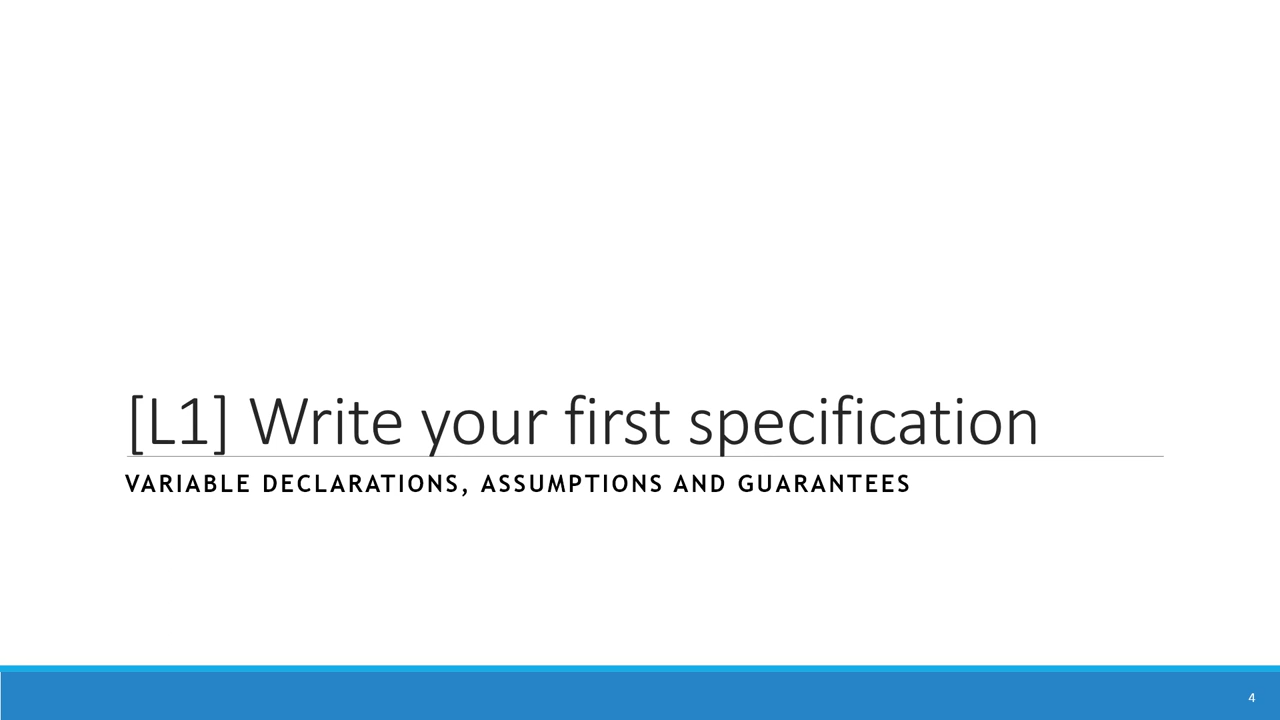 [L1] Write your first specification
VARIABLE DECLARATIONS, ASSUMPTIONS AND GUARANTEES
4